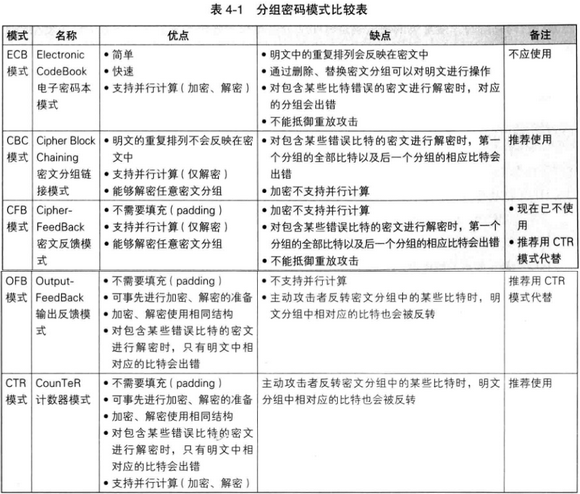 表 4-1 分组密码模式比较表
模式 名称 优点 缺点 备注
ECB Electronic • 简单 • 明文中的重复排列会反映在密文中 不应使用
模式 CodeBook • 快速 • 通过删除、替换密文分组可以对明文进行操作
电子密码本 • 支持并行计算（加密、解密） • 对包含某些比特错误的密文进行解密时，对应
模式 的分组会出错
• 不能抵御重放攻击
CBC Cipher Block • 明文的重复排列不会反映在密 • 对包含某些错误比特的密文进行解密时，第一 推荐使用
模式 Chaining 文中 个分组的全部比特以及后一个分组的相应比特会
密文分组链 • 支持并行计算（仅解密） 出错
接模式 • 能够解密任意密文分组 • 加密不支持并行计算
CFB Cipher- • 不需要填充（padding） • 加密不支持并行计算 • 现在已不使
模式 FeedBack • 支持并行计算（仅解密） • 对包含某些错误比特的密文进行解密时，第一个 用
密文反馈模 • 能够解密任意密文分组 分组的全部比特以及后一个分组的相应比特会出错 • 推荐用 CTR
式 • 不能抵御重放攻击 模式代替
OFB Output- • 不需要填充（padding） • 不支持并行计算 推荐用 CTR
模式 FeedBack • 可事先进行加密、解密的准备 • 主动攻击者反转密文分组中的某些比特时，明 模式代替
输出反馈模 • 加密、解密使用相同结构 文分组中相对应的比特也会被反转
式 • 对包含某些错误比特的密文
进行解密时，只有明文中相
对应的比特会出错
CTR CounTeR • 不需要填充（padding） 主动攻击者反转密文分组中的某些比特时，明文 推荐使用
模式 计数器模式 • 可事先进行加密、解密的准备 分组中相对应的比特也会被反转
• 加密、解密使用相同结构
• 对包含某些错误比特的密文
进行解密时，只有明文中相
对应的比特会出错
• 支持并行计算（加密、解密）